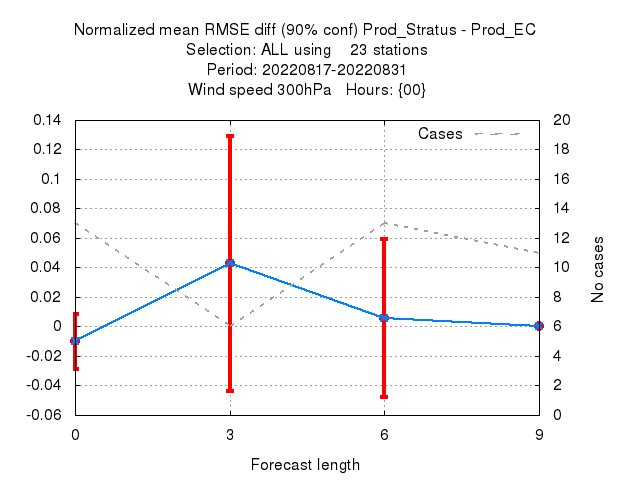 Normalized mean RMSE diff (90% conf) Prod_Stratus - Prod_EC
Selection: ALL using    23 stations
Period: 20220817-20220831
Wind speed 300hPa   Hours: {00}
0.14
0.12
0.1
0.08
0.06
0.04
0.02
0
-0.02
-0.04
-0.06
Cases
20
18
16
14
12
10
8
6
4
2
0
No cases
0 3 6 9
Forecast length